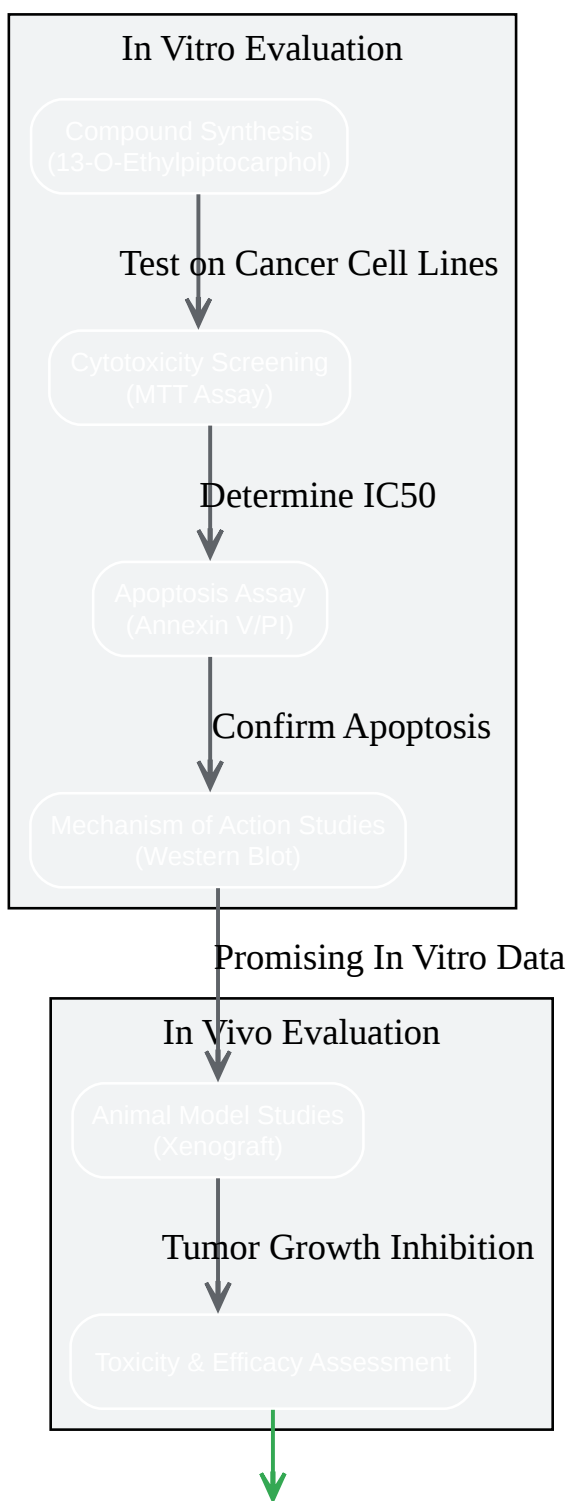 In Vitro Evaluation
Compound Synthesis
(13-O-Ethylpiptocarphol)
Test on Cancer Cell Lines
Cytotoxicity Screening
(MTT Assay)
Determine IC50
Apoptosis Assay
(Annexin V/PI)
Confirm Apoptosis
Mechanism of Action Studies
(Western Blot)
Promising In Vitro Data
In Vivo Evaluation
Animal Model Studies
(Xenograft)
Tumor Growth Inhibition
Toxicity & Efficacy Assessment